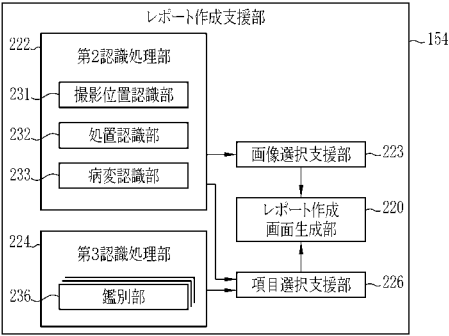 レポート作成支援部
154
222
第2認識処理部
231
撮影位置認識部
232
処置認識部
233
病変認識部
画像選択支援部
223
レポート作成
画面生成部
220
224
第3認識処理部
236
鑑別部
項目選択支援部
226